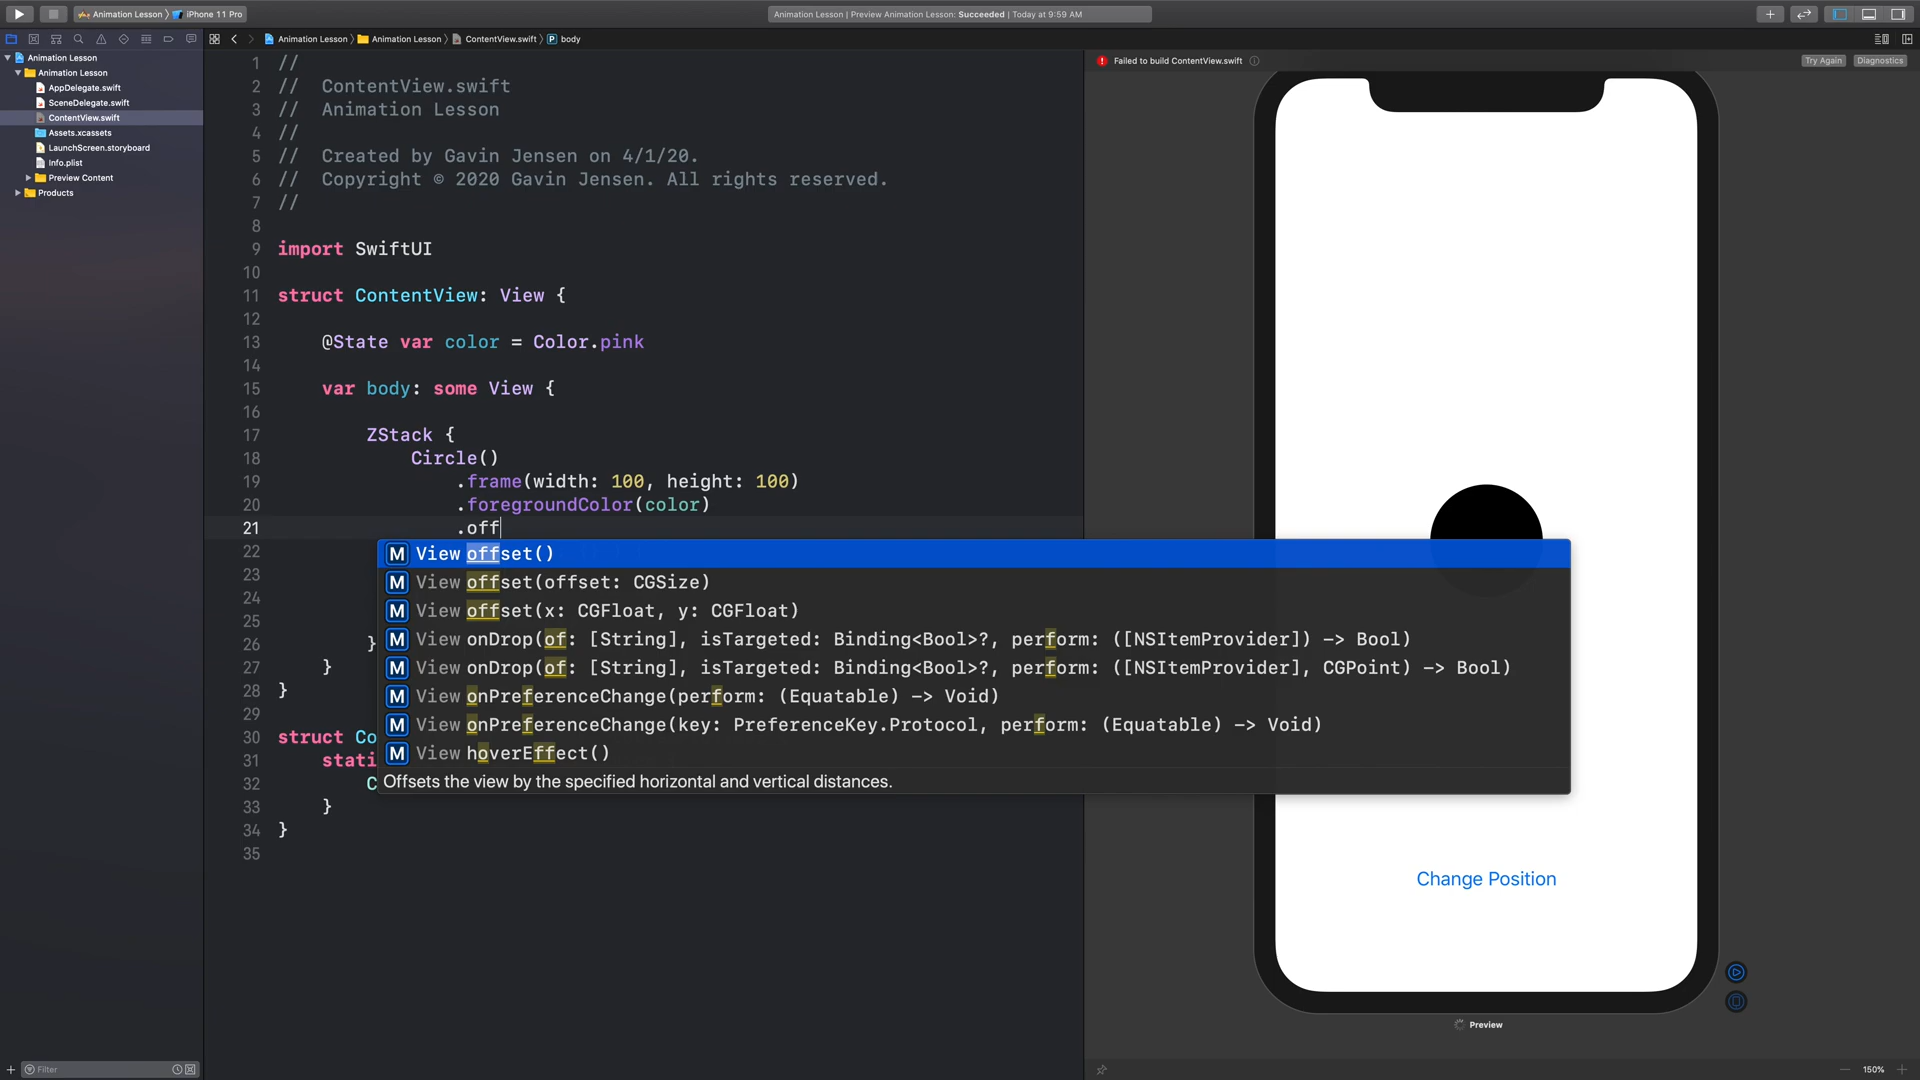 Animation Lesson
iPhone 11 Pro
Animation Lesson | Preview Animation Lesson: Succeeded | Today at 9:59 AM
Animation Lesson
Animation Lesson
AppDelegate.swift
SceneDelegate.swift
ContentView.swift
Assets.xcassets
LaunchScreen.storyboard
Info.plist
Preview Content
Products
Filter
Animation Lesson
Animation Lesson
ContentView.swift
P body
1 //
2 //  ContentView.swift
3 //  Animation Lesson
4 //
5 //  Created by Gavin Jensen on 4/1/20.
6 //  Copyright © 2020 Gavin Jensen. All rights reserved.
7 //
8
9 import SwiftUI
10
11 struct ContentView: View {
12
13 @State var color = Color.pink
14
15 var body: some View {
16
17 ZStack {
18 Circle()
19 .frame(width: 100, height: 100)
20 .foregroundColor(color)
21 .off
22
23
24
25
26 }
27 }
28 }
29
30 struct Co
31 stati
32 C
33 }
34 }
35
M View offset()
M View offset(offset: CGSize)
M View offset(x: CGFloat, y: CGFloat)
M View onDrop(of: [String], isTargeted: Binding<Bool>?, perform: ([NSItemProvider]) -> Bool)
M View onDrop(of: [String], isTargeted: Binding<Bool>?, perform: ([NSItemProvider], CGPoint) -> Bool)
M View onPreferenceChange(perform: (Equatable) -> Void)
M View onPreferenceChange(key: PreferenceKey.Protocol, perform: (Equatable) -> Void)
M View hoverEffect()
Offsets the view by the specified horizontal and vertical distances.
Failed to build ContentView.swift
Try Again
Diagnostics
Change Position
Preview
150%